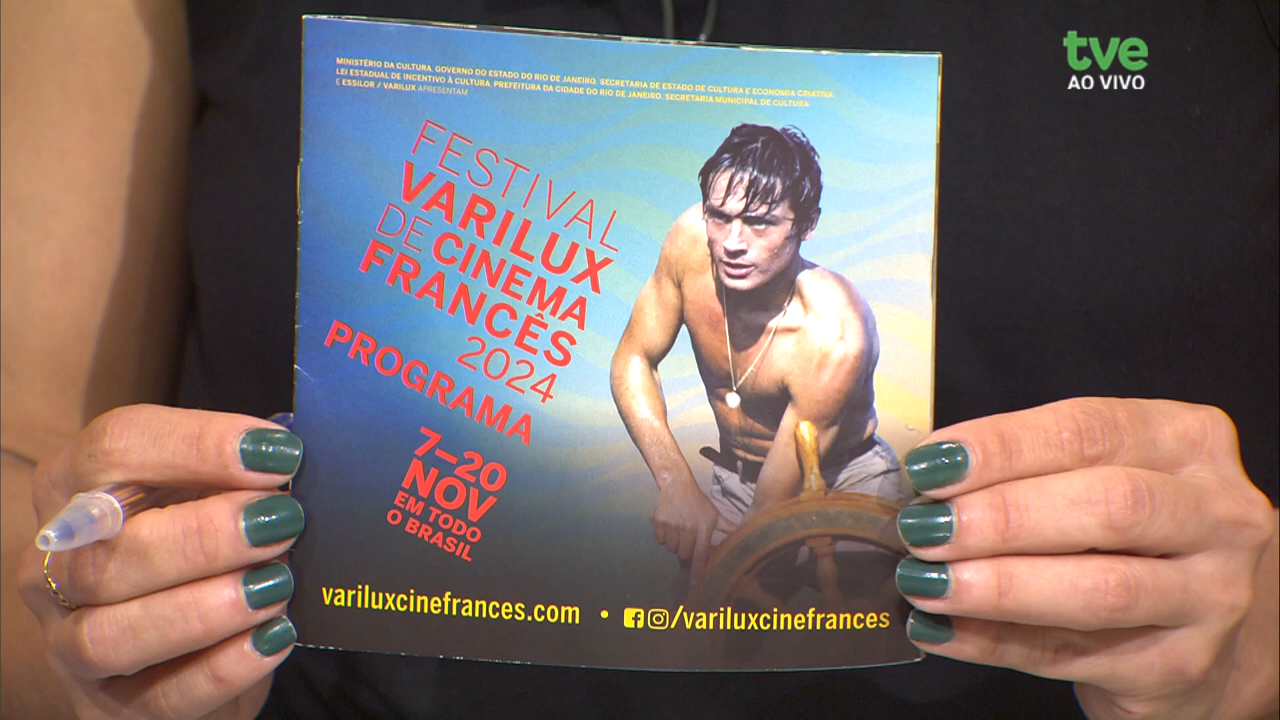 tve
AO VIVO
MINISTÉRIO DA CULTURA, GOVERNO DO ESTADO DO RIO DE JANEIRO, SECRETARIA DE ESTADO DE CULTURA E ECONOMIA CRIATIVA,
LEI ESTADUAL DE INCENTIVO À CULTURA, PREFEITURA DA CIDADE DO RIO DE JANEIRO, SECRETARIA MUNICIPAL DE CULTURA
E ESSILOR / VARILUX APRESENTAM
FESTIVAL
VARILUX
DE CINEMA
FRANCÊS
2024
PROGRAMA
7–20
NOV
EM TODO
O BRASIL
variluxcinefrances.com • /variluxcinefrances